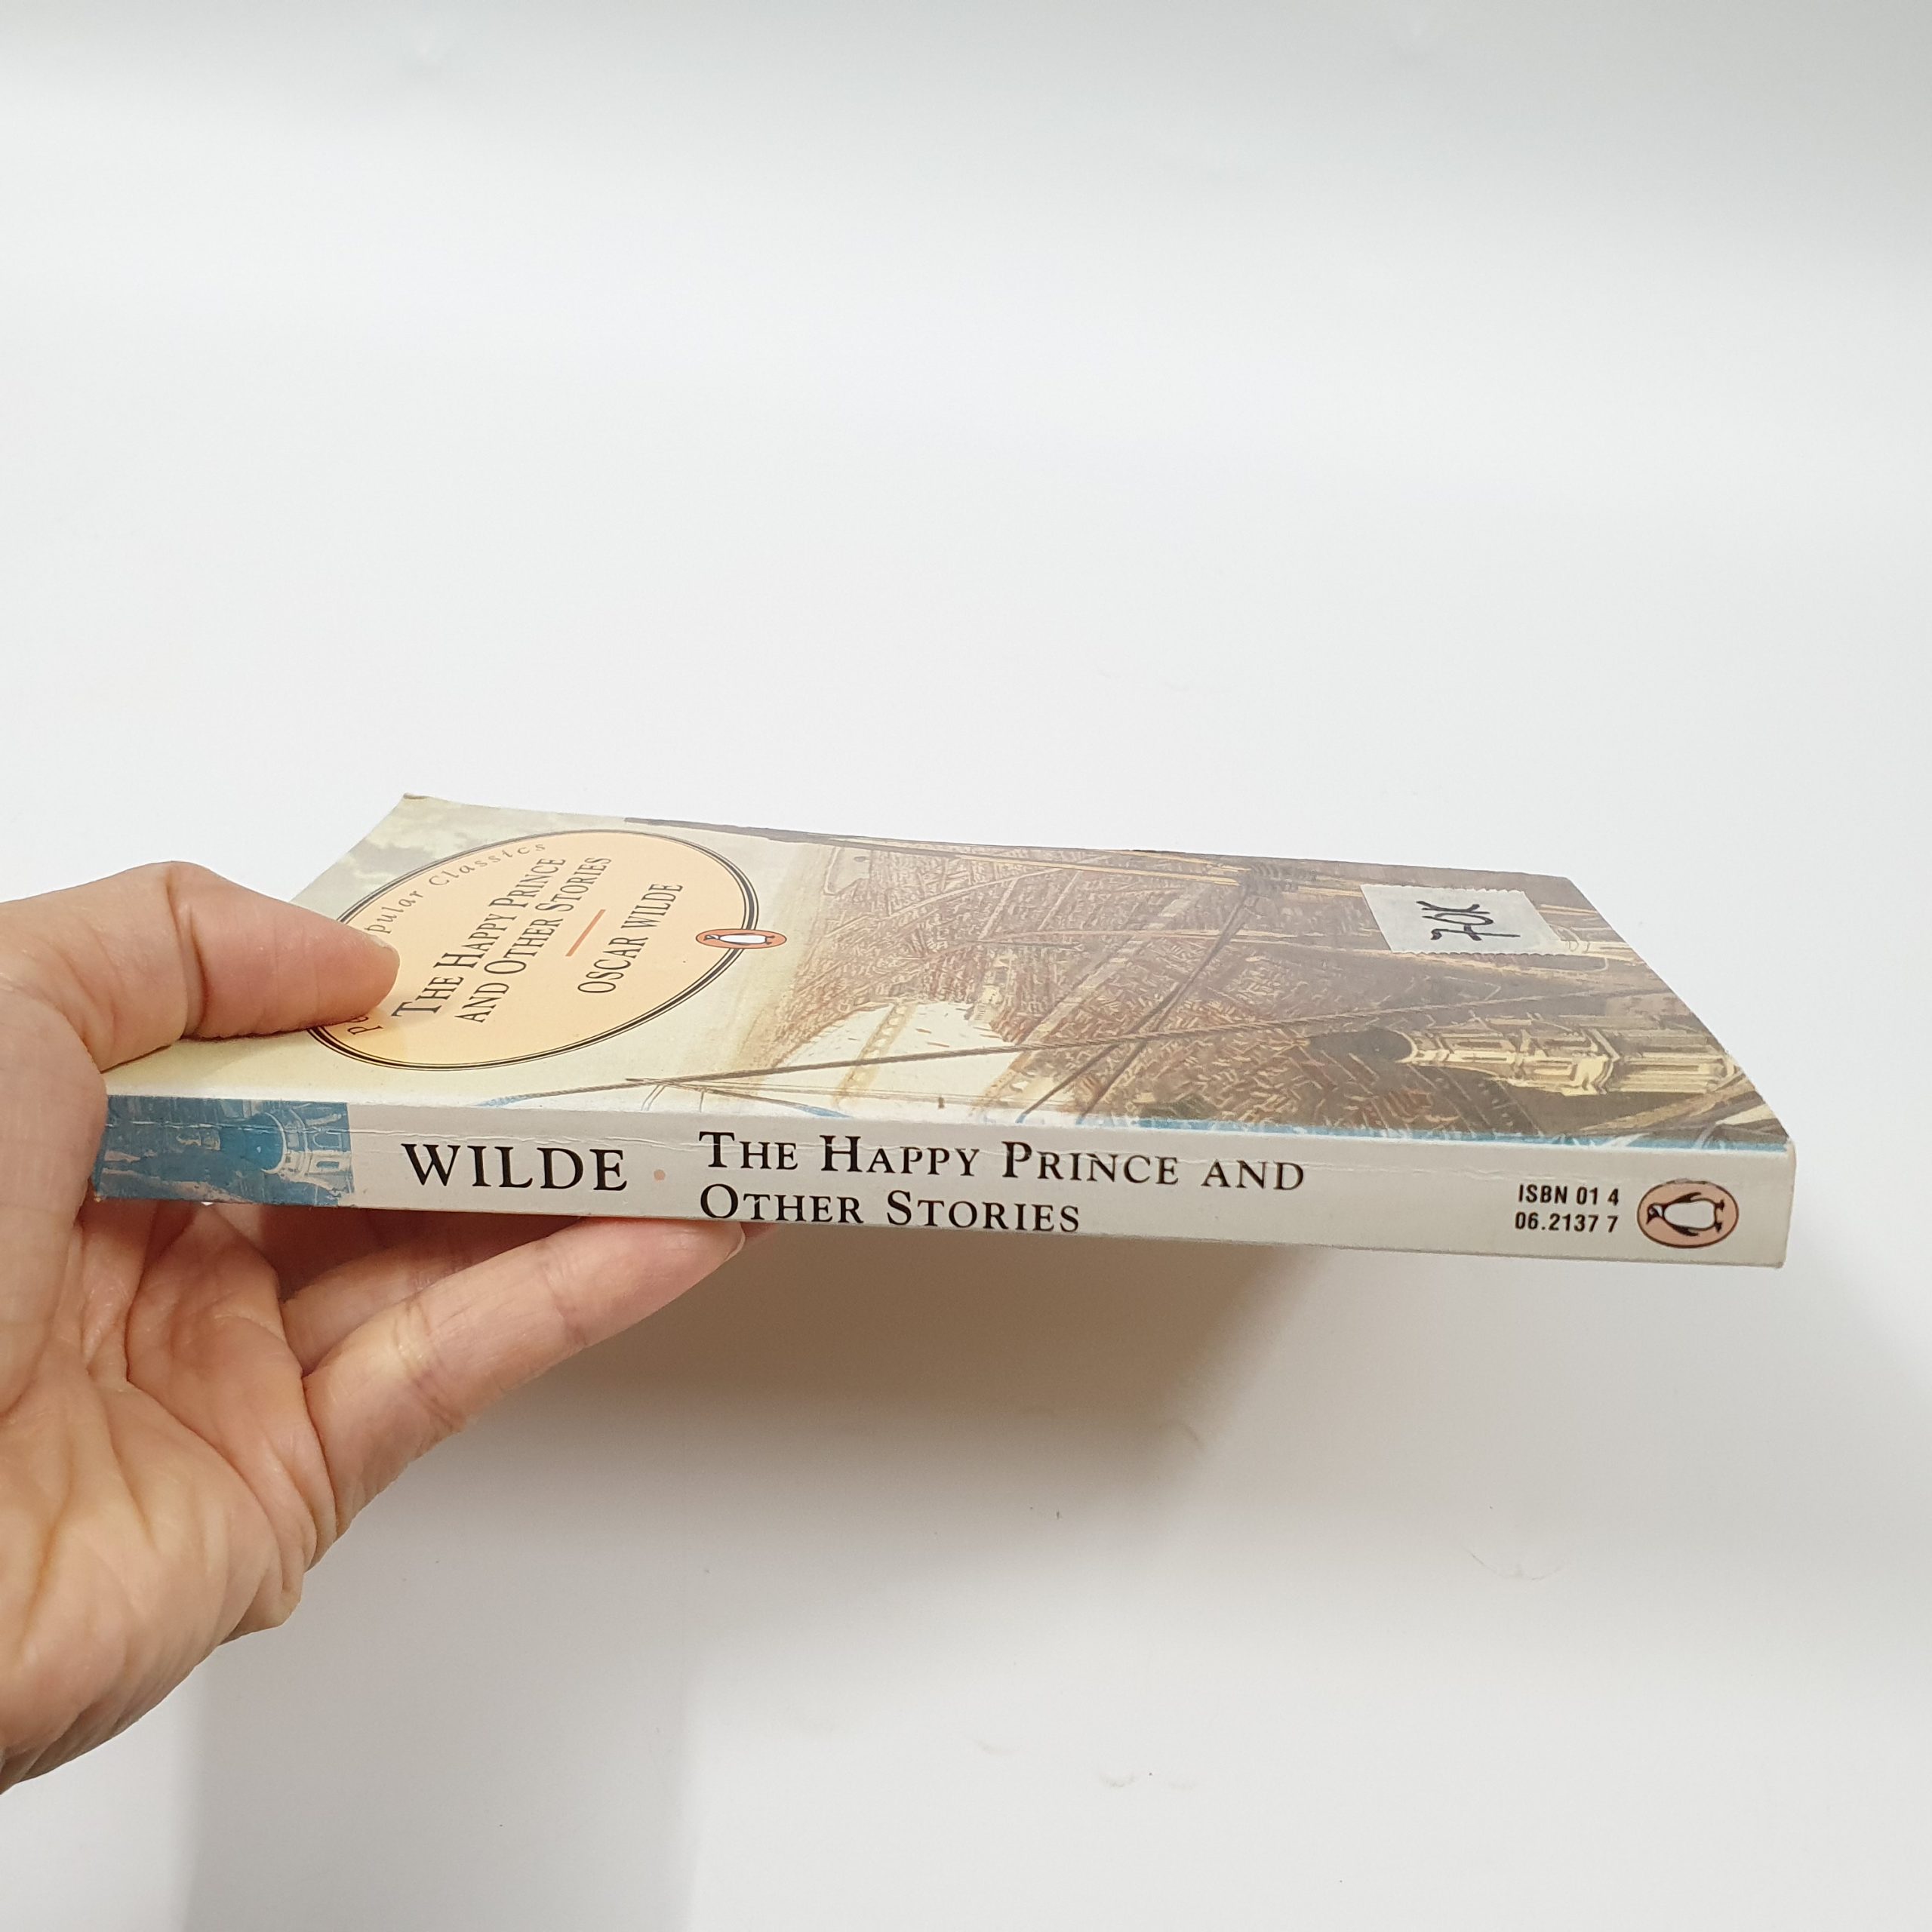 pular Classics
THE HAPPY PRINCE
AND OTHER STORIES
OSCAR WILDE
70K
WILDE · THE HAPPY PRINCE AND
OTHER STORIES
ISBN 01 4
06.2137 7